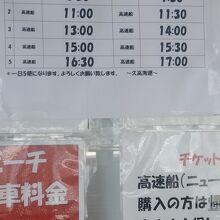 2 高速船 11:00 高速船 11:30
3 高速船 13:00 高速船 14:00
4 高速船 15:00 高速船 15:30
5 高速船 16:30 高速船 17:00
*一日5便になります。よろしくお願い致します。 ～久高海運～
ーチ
車料金
チケット
高速船(ニュー
購入の方は